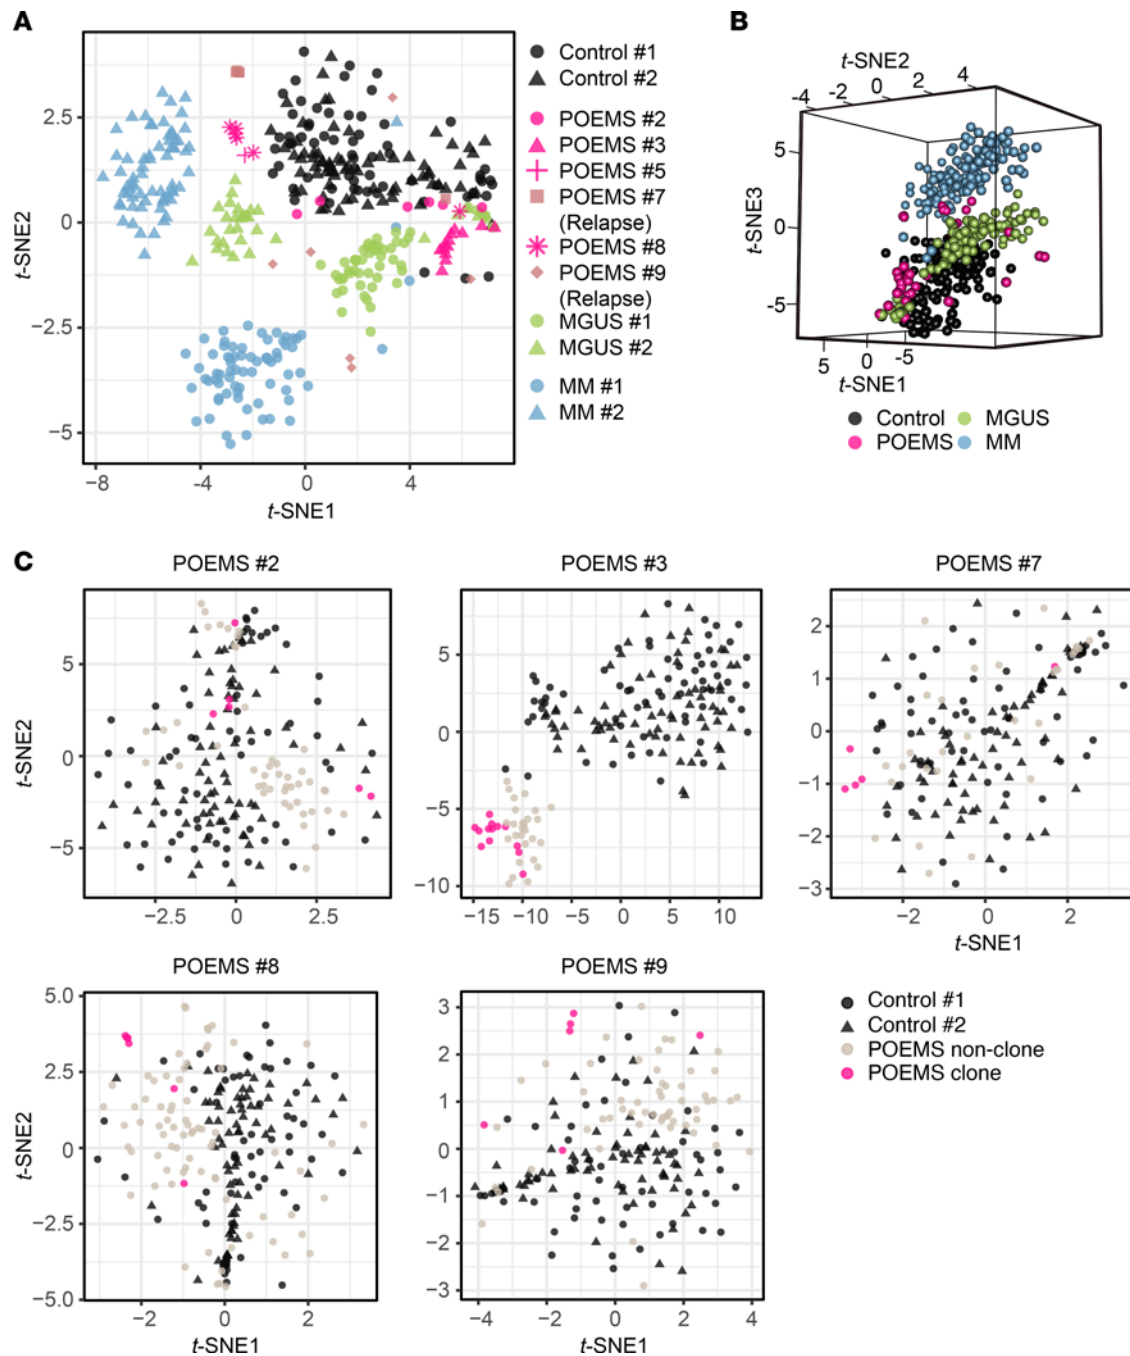 A
t-SNE2
2.5
0
−2.5
−5
−8
−4
0
4
t-SNE1
Control #1
Control #2
POEMS #2
POEMS #3
POEMS #5
POEMS #7
(Relapse)
POEMS #8
POEMS #9
(Relapse)
MGUS #1
MGUS #2
MM #1
MM #2
B
t-SNE2
-4
-2
0
2
4
t-SNE3
5
0
-5
5
0
-5
t-SNE1
Control
MGUS
POEMS
MM
C
POEMS #2
t-SNE2
5
0
−5
−2.5
0
2.5
POEMS #3
5
0
−5
−10
−15
−10
−5
0
5
10
POEMS #7
2
1
0
−1
−2
−3
−2
0
2
t-SNE1
POEMS #8
t-SNE2
5.0
2.5
0
−2.5
−5.0
−2
0
2
t-SNE1
POEMS #9
3
2
1
0
−1
−2
−3
−4
−2
0
2
4
t-SNE1
Control #1
Control #2
POEMS non-clone
POEMS clone